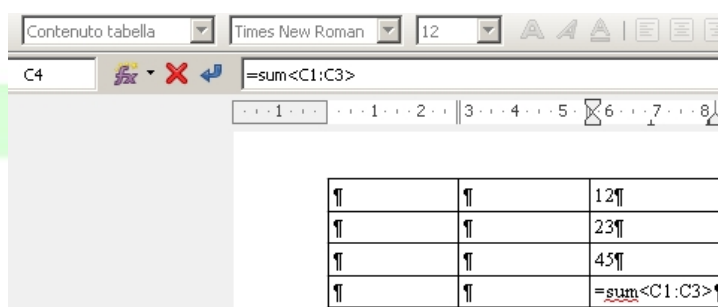 Contenuto tabella Times New Roman 12 A A A
C4 fx =sum<C1:C3>
1 1 2 3 4 5 6 7 8
¶ ¶ 12¶
¶ ¶ 23¶
¶ ¶ 45¶
¶ ¶ =sum<C1:C3>¶